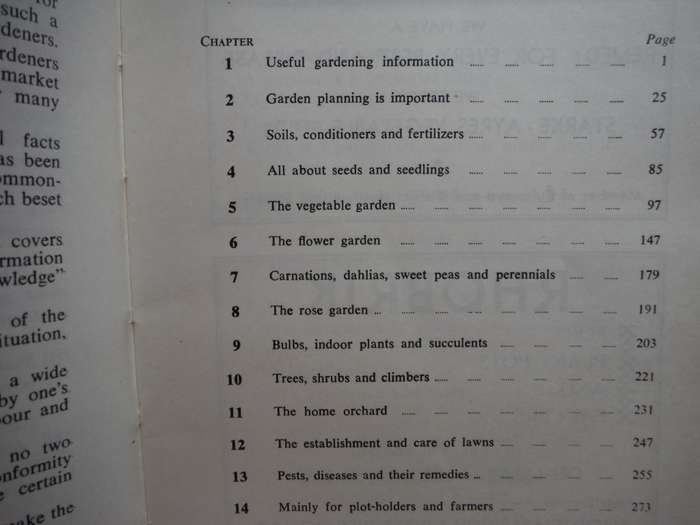 such a
deners.
rdeners
market
many
facts
as been
ommon-
ch beset
covers
rmation
wledge"
of the
ituation,
a wide
by one's
our and
no two
nformity
certain
ake the
CHAPTER Page
1 Useful gardening information ...... ...... ...... ...... ...... 1
2 Garden planning is important ...... ...... ...... ...... 25
3 Soils, conditioners and fertilizers ...... ...... ...... ...... ...... 57
4 All about seeds and seedlings ...... ...... ...... ...... ...... 85
5 The vegetable garden ...... ...... ...... ...... ...... ...... ...... 97
6 The flower garden ...... ...... ...... ...... ...... ...... 147
7 Carnations, dahlias, sweet peas and perennials ...... ...... 179
8 The rose garden ... ...... ...... ...... ...... ...... ...... 191
9 Bulbs, indoor plants and succulents ...... ...... ...... ...... 203
10 Trees, shrubs and climbers ...... ...... ...... ...... ...... ...... 221
11 The home orchard ...... ...... ...... ...... ...... ...... 231
12 The establishment and care of lawns ...... ...... ...... ...... 247
13 Pests, diseases and their remedies ... ...... ...... ...... ...... 255
14 Mainly for plot-holders and farmers ...... ...... ...... ...... 273